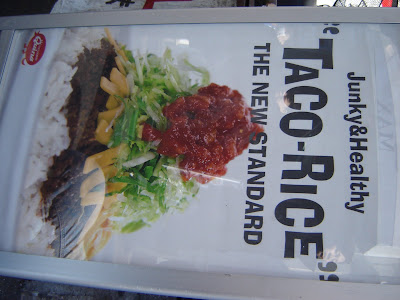 Junky&Healthy
"TACO-RICE"
THE NEW STANDARD